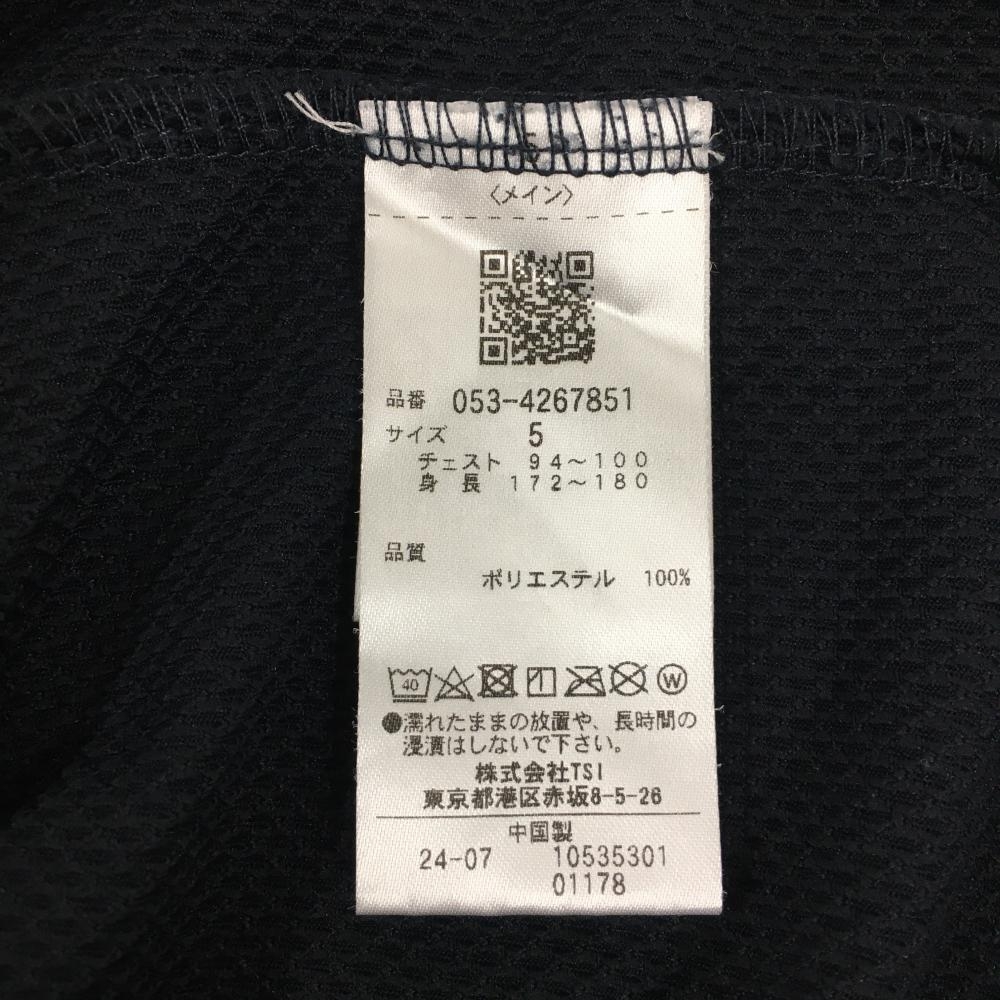 〈メイン〉
品番 053-4267851
サイズ 5
チェスト 94～100
身長 172～180
品質
ポリエステル 100%
40 W
●濡れたままの放置や、長時間の
浸漬はしないで下さい。
株式会社TSI
東京都港区赤坂8-5-26
中国製
24-07 10535301
01178